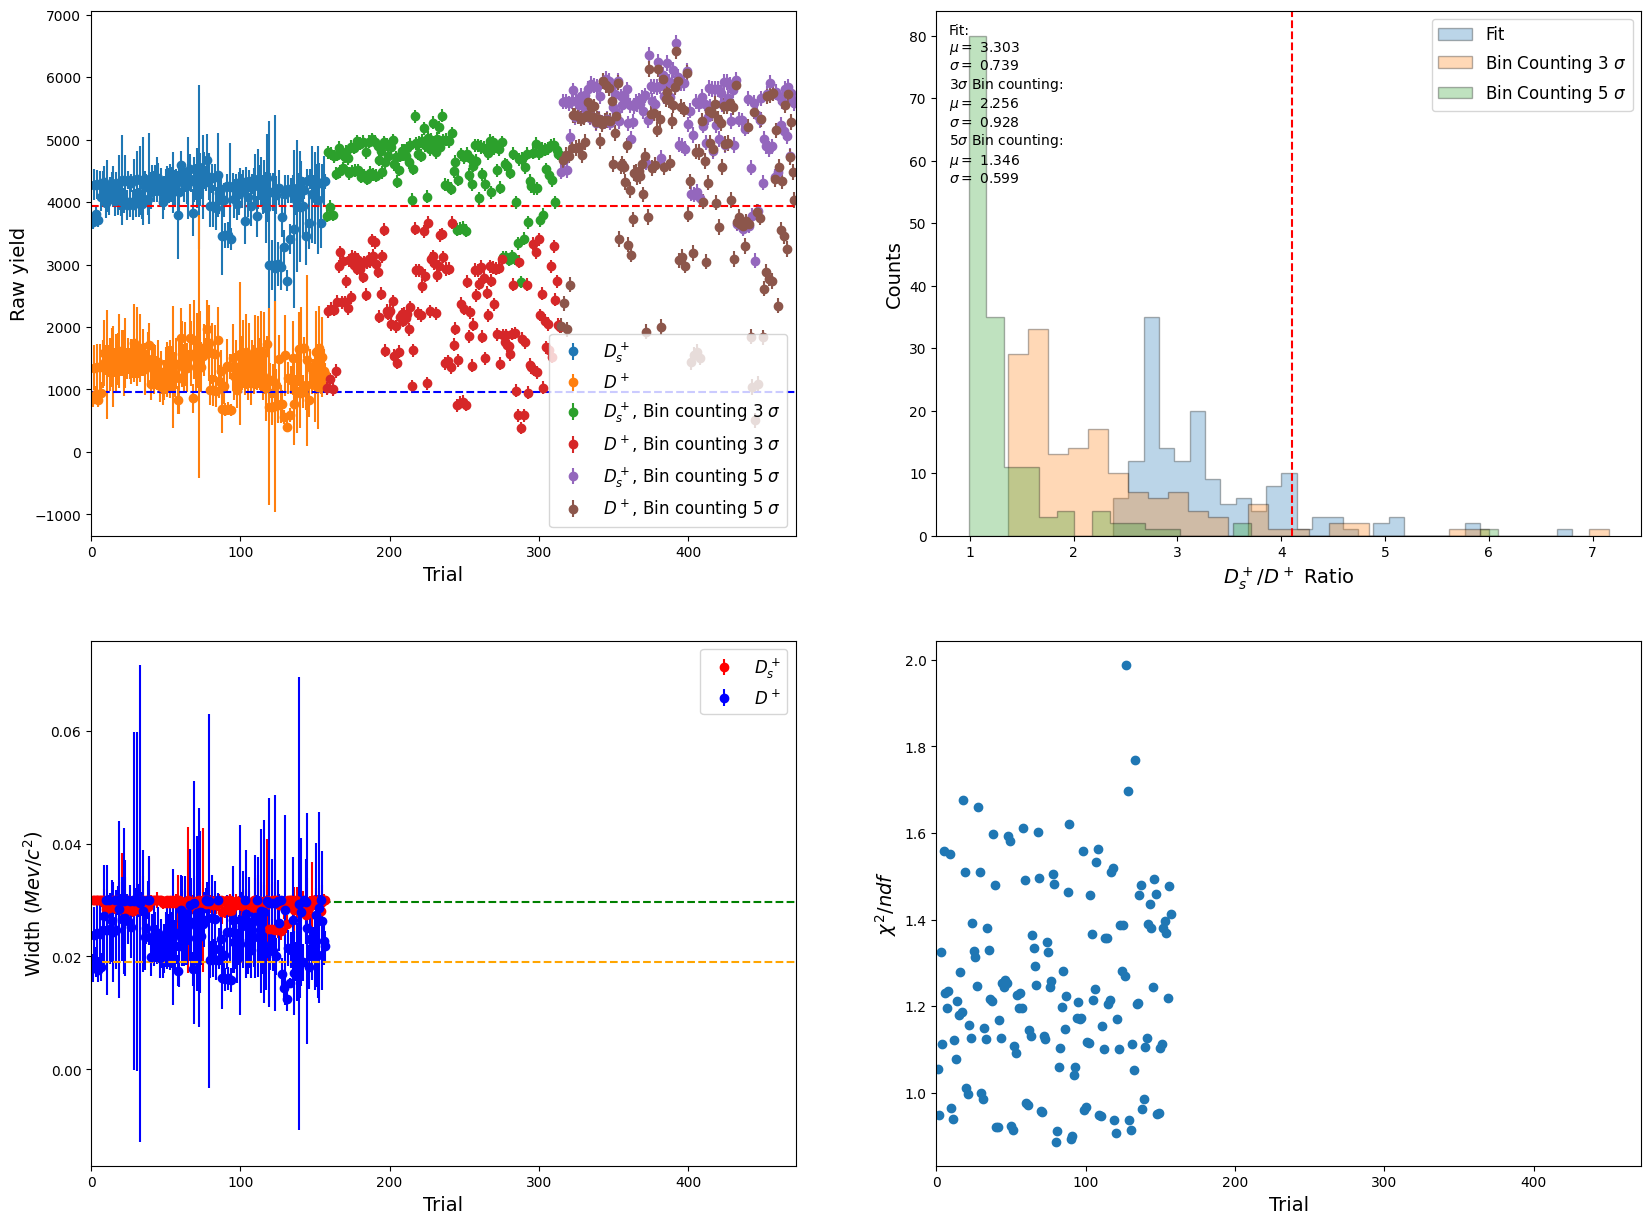 7000
6000
5000
4000
3000
2000
1000
0
−1000
Raw yield
0
100
200
300
400
Trial
$D_s^+$
$D^+$
$D_s^+$, Bin counting 3 σ
$D^+$, Bin counting 3 σ
$D_s^+$, Bin counting 5 σ
$D^+$, Bin counting 5 σ
80
70
60
50
40
30
20
10
0
Counts
Fit:
μ = 3.303
σ = 0.739
3σ Bin counting:
μ = 2.256
σ = 0.928
5σ Bin counting:
μ = 1.346
σ = 0.599
Fit
Bin Counting 3 σ
Bin Counting 5 σ
1
2
3
4
5
6
7
$D_s^+/D^+$ Ratio
0.06
0.04
0.02
0.00
Width ($Mev/c^2$)
$D_s^+$
$D^+$
0
100
200
300
400
Trial
2.0
1.8
1.6
1.4
1.2
1.0
$\chi^2/ndf$
0
100
200
300
400
Trial